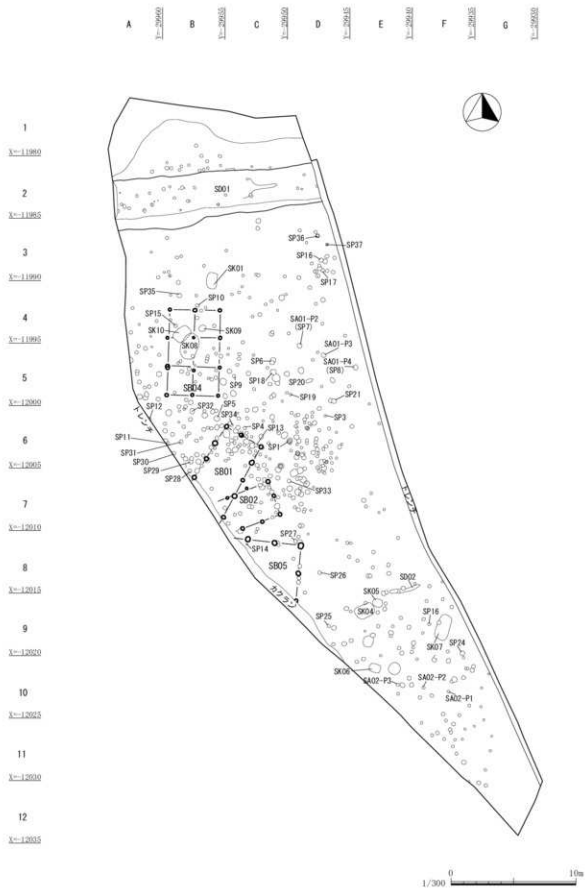 A B C D E F G
Y=-29960 Y=-29955 Y=-29950 Y=-29945 Y=-29940 Y=-29935 Y=-29930
1
X=-11980
2
SD01
X=-11985
SP36
3
SP37
SP16
X=-11990
SK01
SP17
SP35
SP10
4
SA01-P2
(SP7)
SP15
SK10
SK09
X=-11995
SK08
SA01-P3
SP6
SA01-P4
(SP8)
5
SP18
SP20
SP9
SB04
SP19
SP21
X=-12000
SP12
SP32
SP5
SP34
SP4
SP13
SP3
トレンチ
6
SP11
SP1
SP31
SP30
X=-12005
SP29
SB01
SP28
SP33
トレンチ
7
SB02
X=-12010
SP27
SP14
8
SB05
SP26
SD02
X=-12015
カクラン
SK05
SK04
SP25
SP16
9
SK07
SP24
X=-12020
SK06
SA02-P3
SA02-P2
10
SA02-P1
X=-12025
11
X=-12030
12
X=-12035
1/300 0 10m